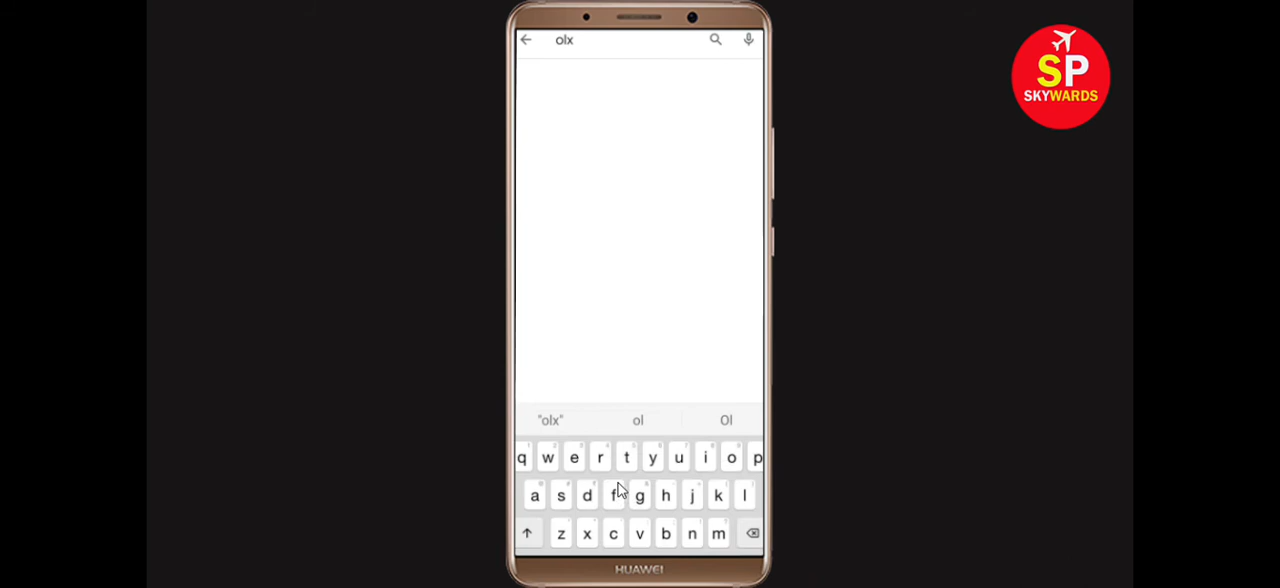 olx
SP
SKYWARDS
"olx" ol Ol
q w e r t y u i o p
a s d f g h j k l
z x c v b n m
HUAWEI